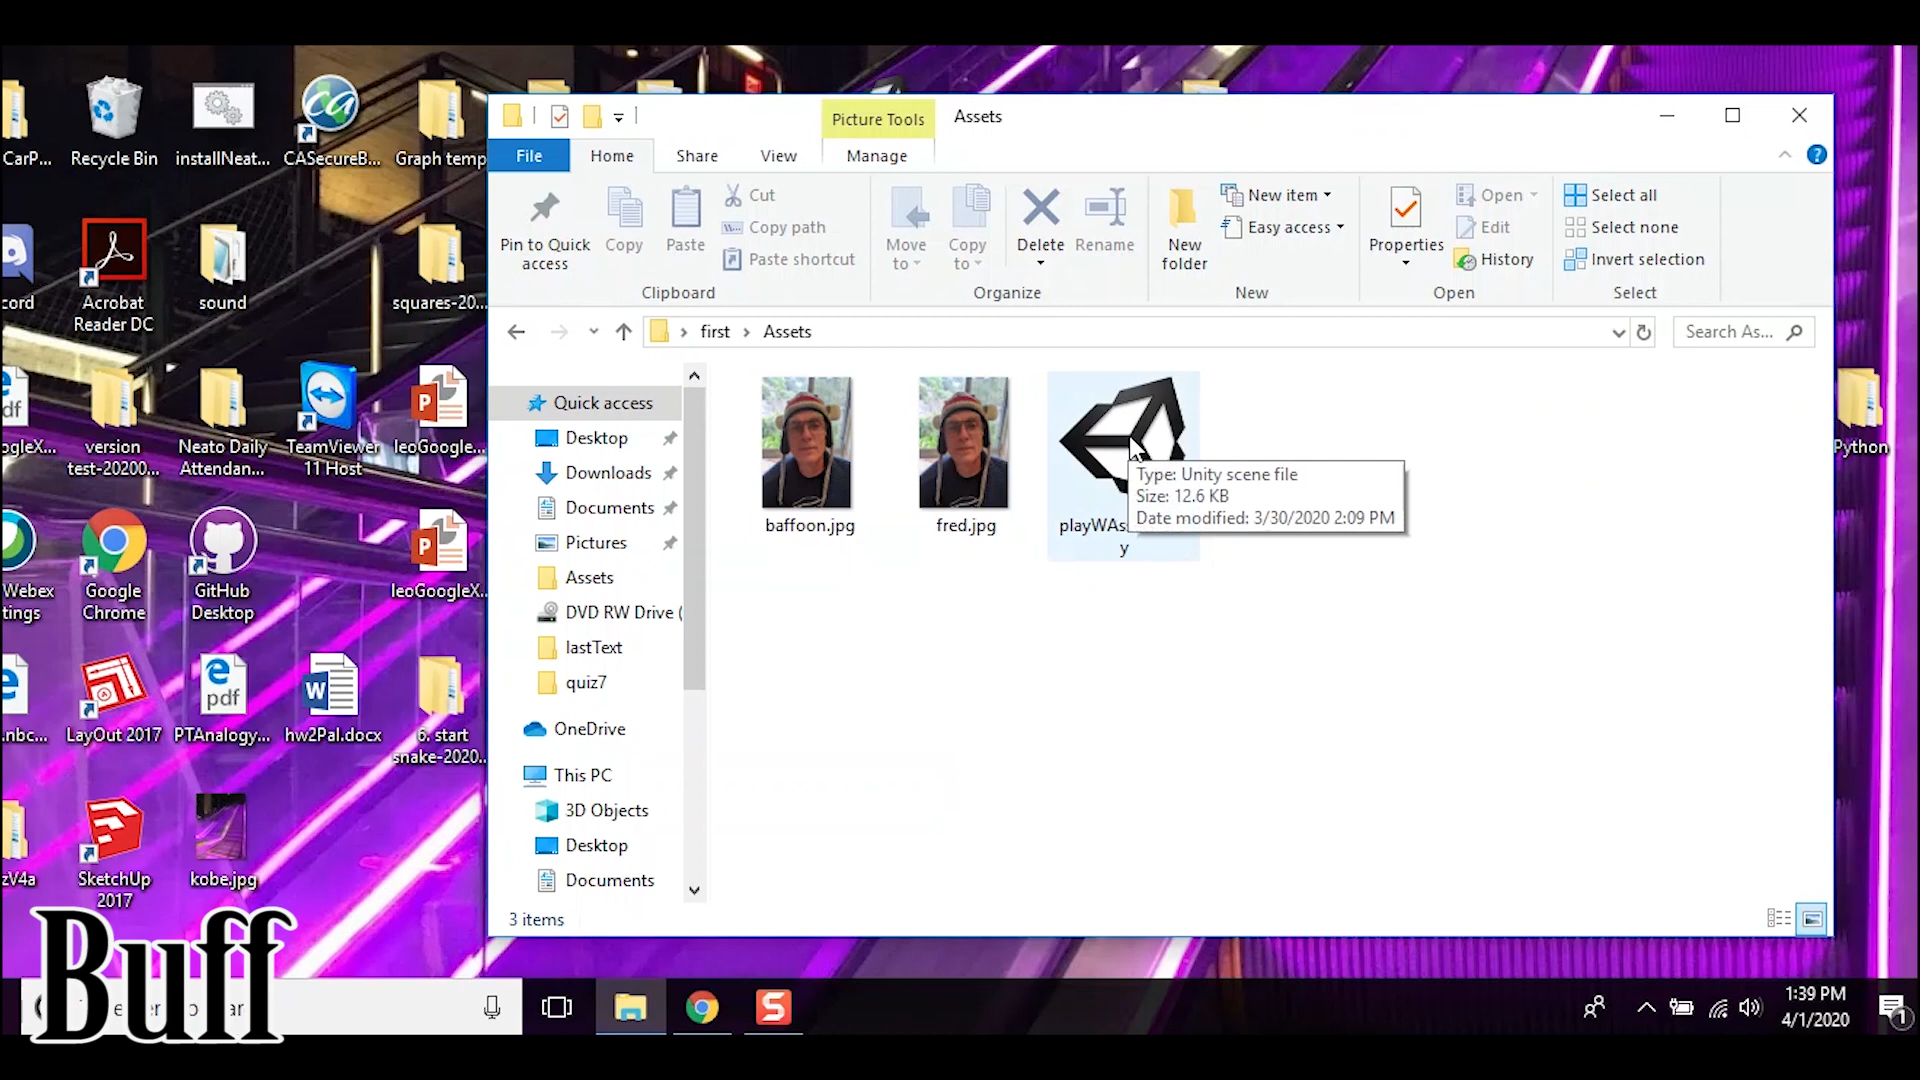 Picture Tools
Assets
File
Home
Share
View
Manage
Pin to Quick access
Copy
Paste
Cut
Copy path
Paste shortcut
Clipboard
Move to
Copy to
Delete
Rename
Organize
New folder
New item
Easy access
New
Properties
Open
Edit
History
Open
Select all
Select none
Invert selection
Select
first
Assets
Search As...
Quick access
Desktop
Downloads
Documents
Pictures
Assets
DVD RW Drive (
lastText
quiz7
OneDrive
This PC
3D Objects
Desktop
Documents
baffoon.jpg
fred.jpg
y
Type: Unity scene file
Size: 12.6 KB
Date modified: 3/30/2020 2:09 PM
3 items
CarP...
Recycle Bin
installNeat...
CASecureB...
Graph temp
cord
Acrobat
Reader DC
sound
squares-20...
version
test-20200...
Neato Daily
Attendan...
TeamViewer
11 Host
leoGoogle...
Webex
tings
Google
Chrome
GitHub
Desktop
leoGoogleX...
.nbc...
LayOut 2017
pdf
PTAnalogy...
hw2Pal.docx
6. start
snake-2020...
zV4a
SketchUp
2017
kobe.jpg
Python
Buff
1:39 PM
4/1/2020
1